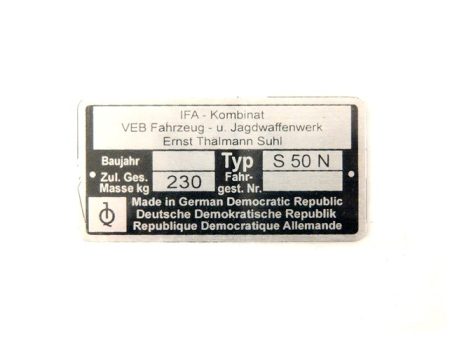 IFA - Kombinat
VEB Fahrzeug - u. Jagdwaffenwerk
Ernst Thalmann Suhl
Baujahr Typ S 50 N
Zul. Ges. Masse kg 230 Fahr- gest. Nr.
Made in German Democratic Republic
Deutsche Demokratische Republik
Republique Democratique Allemande